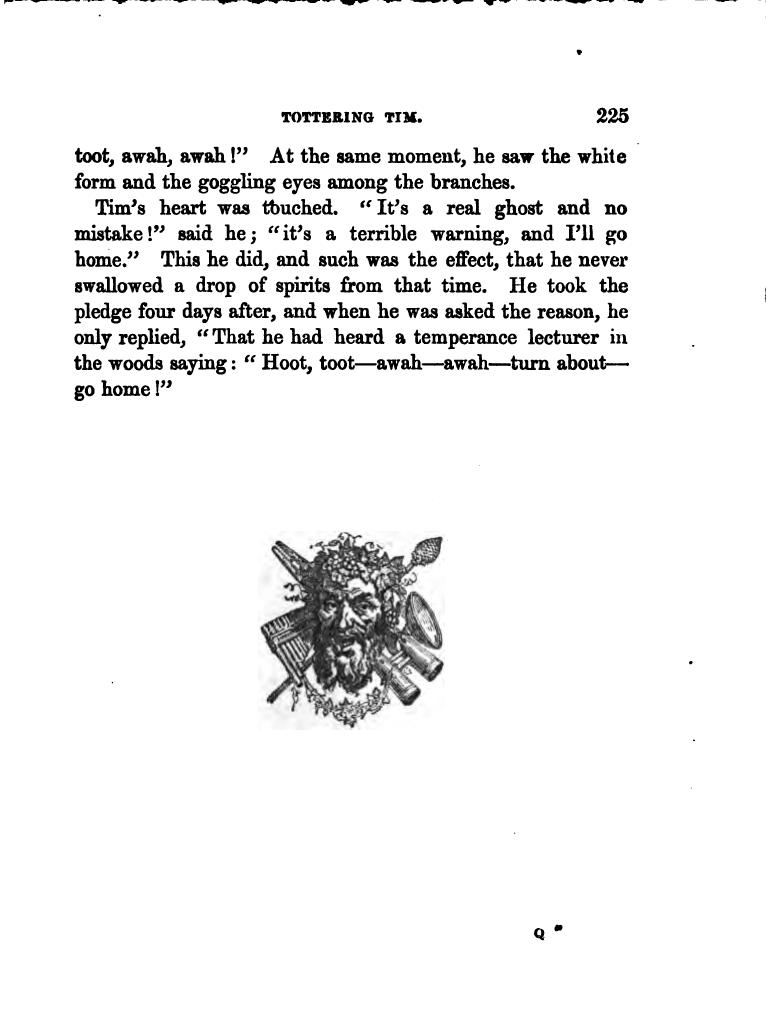 TOTTERING TIM. 225
toot, awah, awah!" At the same moment, he saw the white
form and the goggling eyes among the branches.
Tim's heart was touched. "It's a real ghost and no
mistake!" said he; "it's a terrible warning, and I'll go
home." This he did, and such was the effect, that he never
swallowed a drop of spirits from that time. He took the
pledge four days after, and when he was asked the reason, he
only replied, "That he had heard a temperance lecturer in
the woods saying: "Hoot, toot—awah—awah—turn about—
go home!"
Q